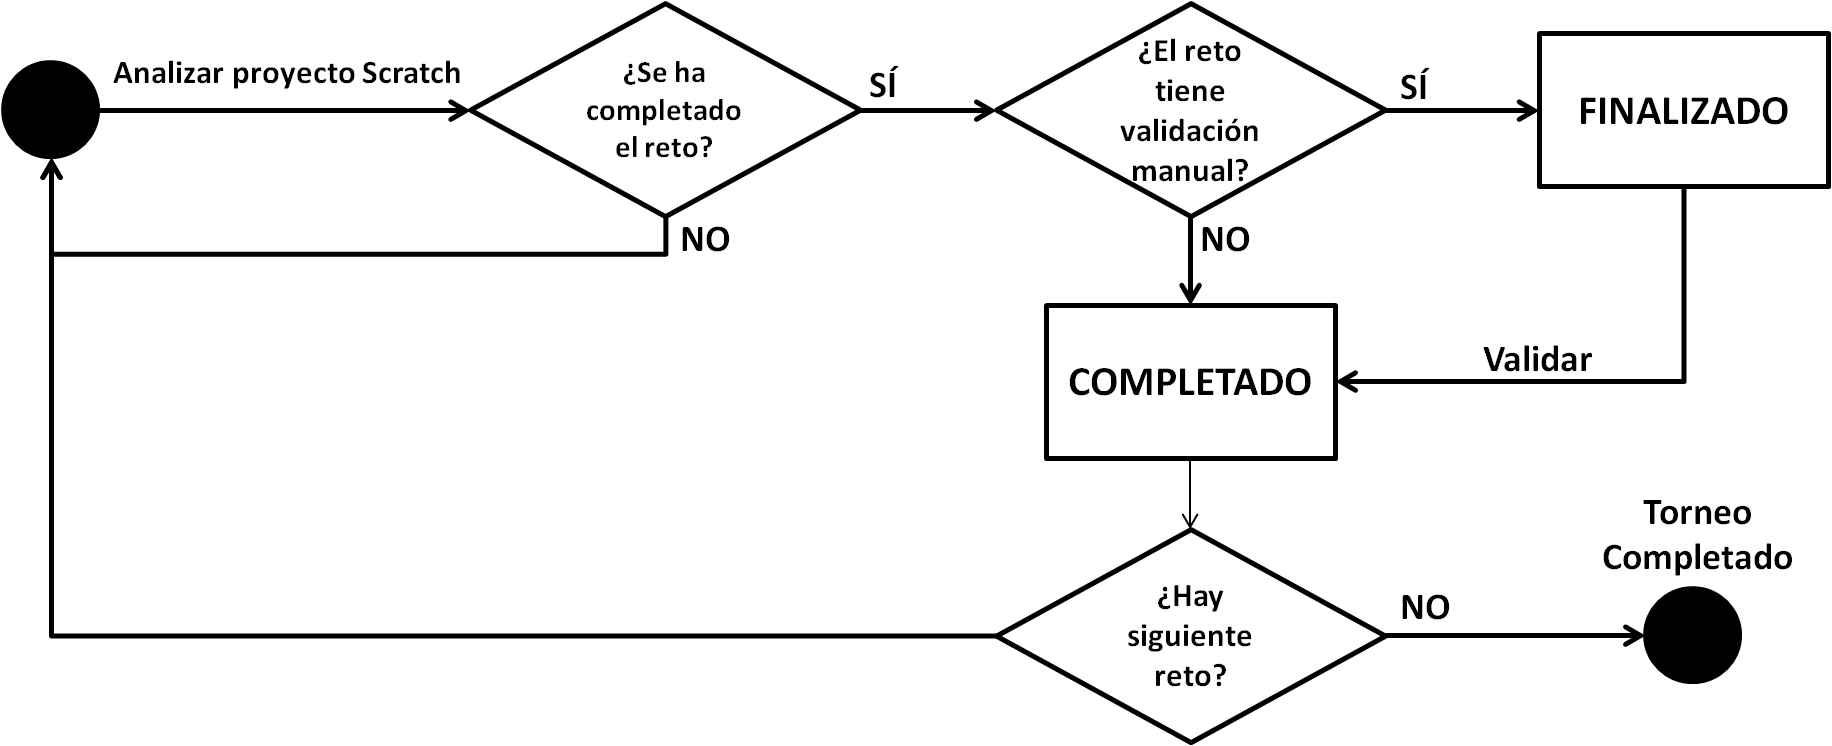 Analizar proyecto Scratch
¿Se ha
completado
el reto?
SÍ
¿El reto
tiene
validación
manual?
SÍ
FINALIZADO
NO
NO
Validar
COMPLETADO
Torneo
Completado
¿Hay
siguiente
reto?
NO